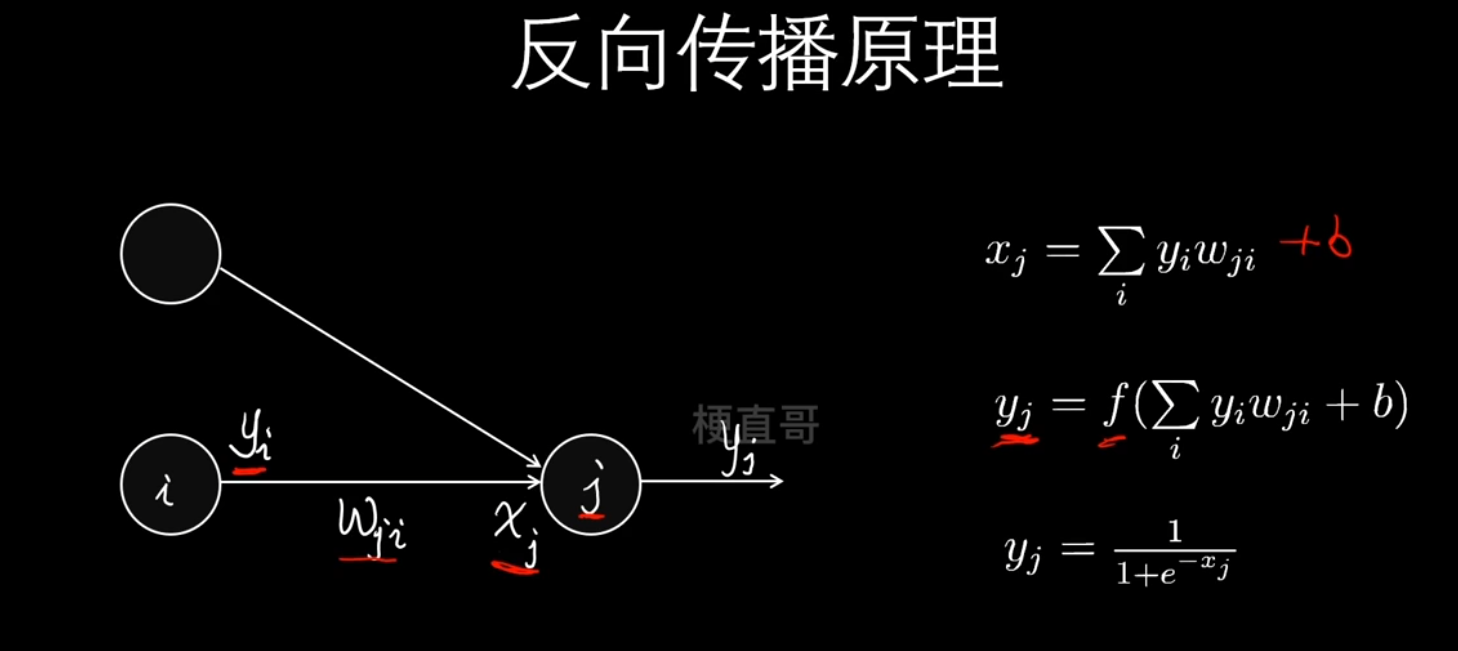 反向传播原理
x_j = \sum_i y_i w_{ji} +b
y_i
梗直哥
y_j
y_j = f(\sum_i y_i w_{ji} + b)
i
j
w_{ji}
x_j
y_j = \frac{1}{1+e^{-x_j}}